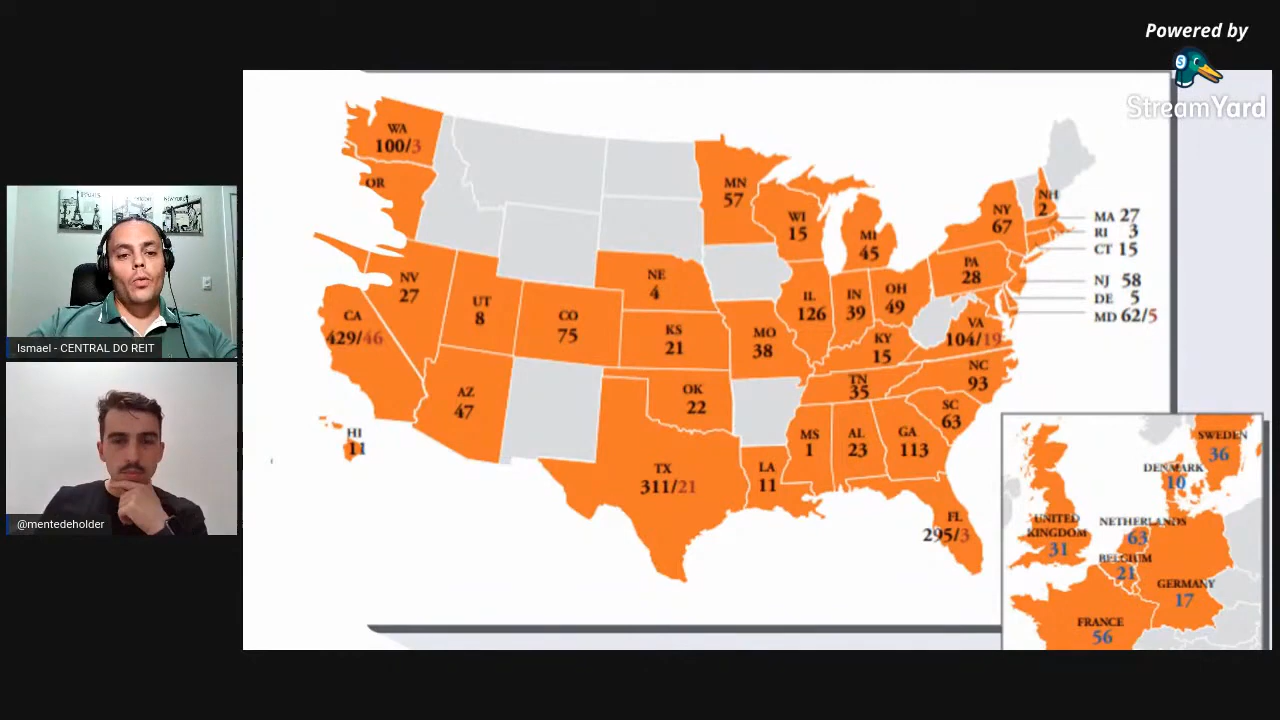 Powered by
StreamYard
WA
100/3
OR
MN
57
NH
2
MA 27
RI 3
CT 15
NY
67
WI
15
MI
45
PA
28
NJ 58
DE 5
MD 62/5
NV
27
NE
4
UT
8
CO
75
IL
126
IN
39
OH
49
CA
429/46
KS
21
MO
38
KY
15
VA
104/19
NC
93
AZ
47
OK
22
TN
35
SC
63
HI
11
MS
1
AL
23
GA
113
TX
311/21
LA
11
FL
295/3
SWEDEN
36
DENMARK
10
UNITED
KINGDOM
31
NETHERLANDS
63
BELGIUM
21
GERMANY
17
FRANCE
56
Ismael - CENTRAL DO REIT
@mentedeholder